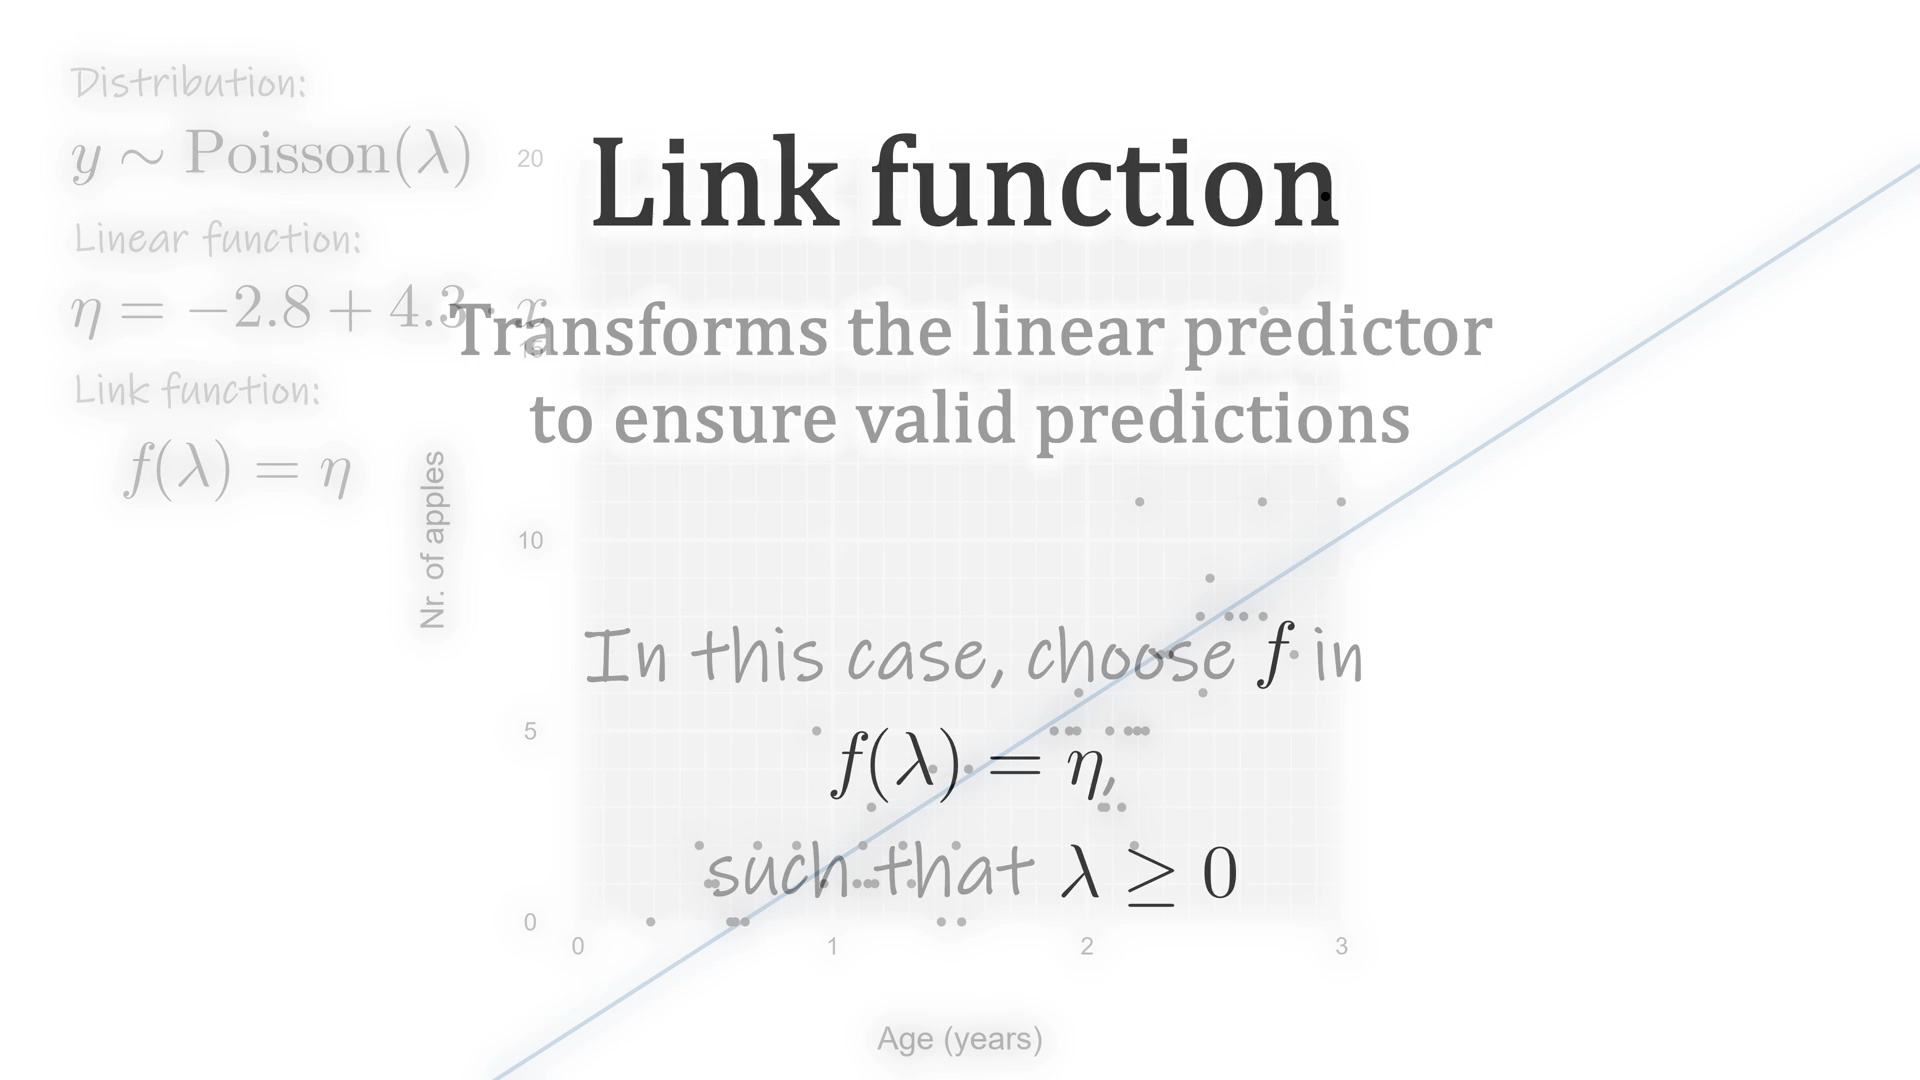 Distribution:
y ∼ Poisson(λ)
Linear function:
η = −2.8 + 4.3 · x
Link function:
f(λ) = η
Link function
Transforms the linear predictor
to ensure valid predictions
In this case, choose f in
f(λ) = η,
such that λ ≥ 0
Nr. of apples
20
15
10
5
0
0 1 2 3
Age (years)